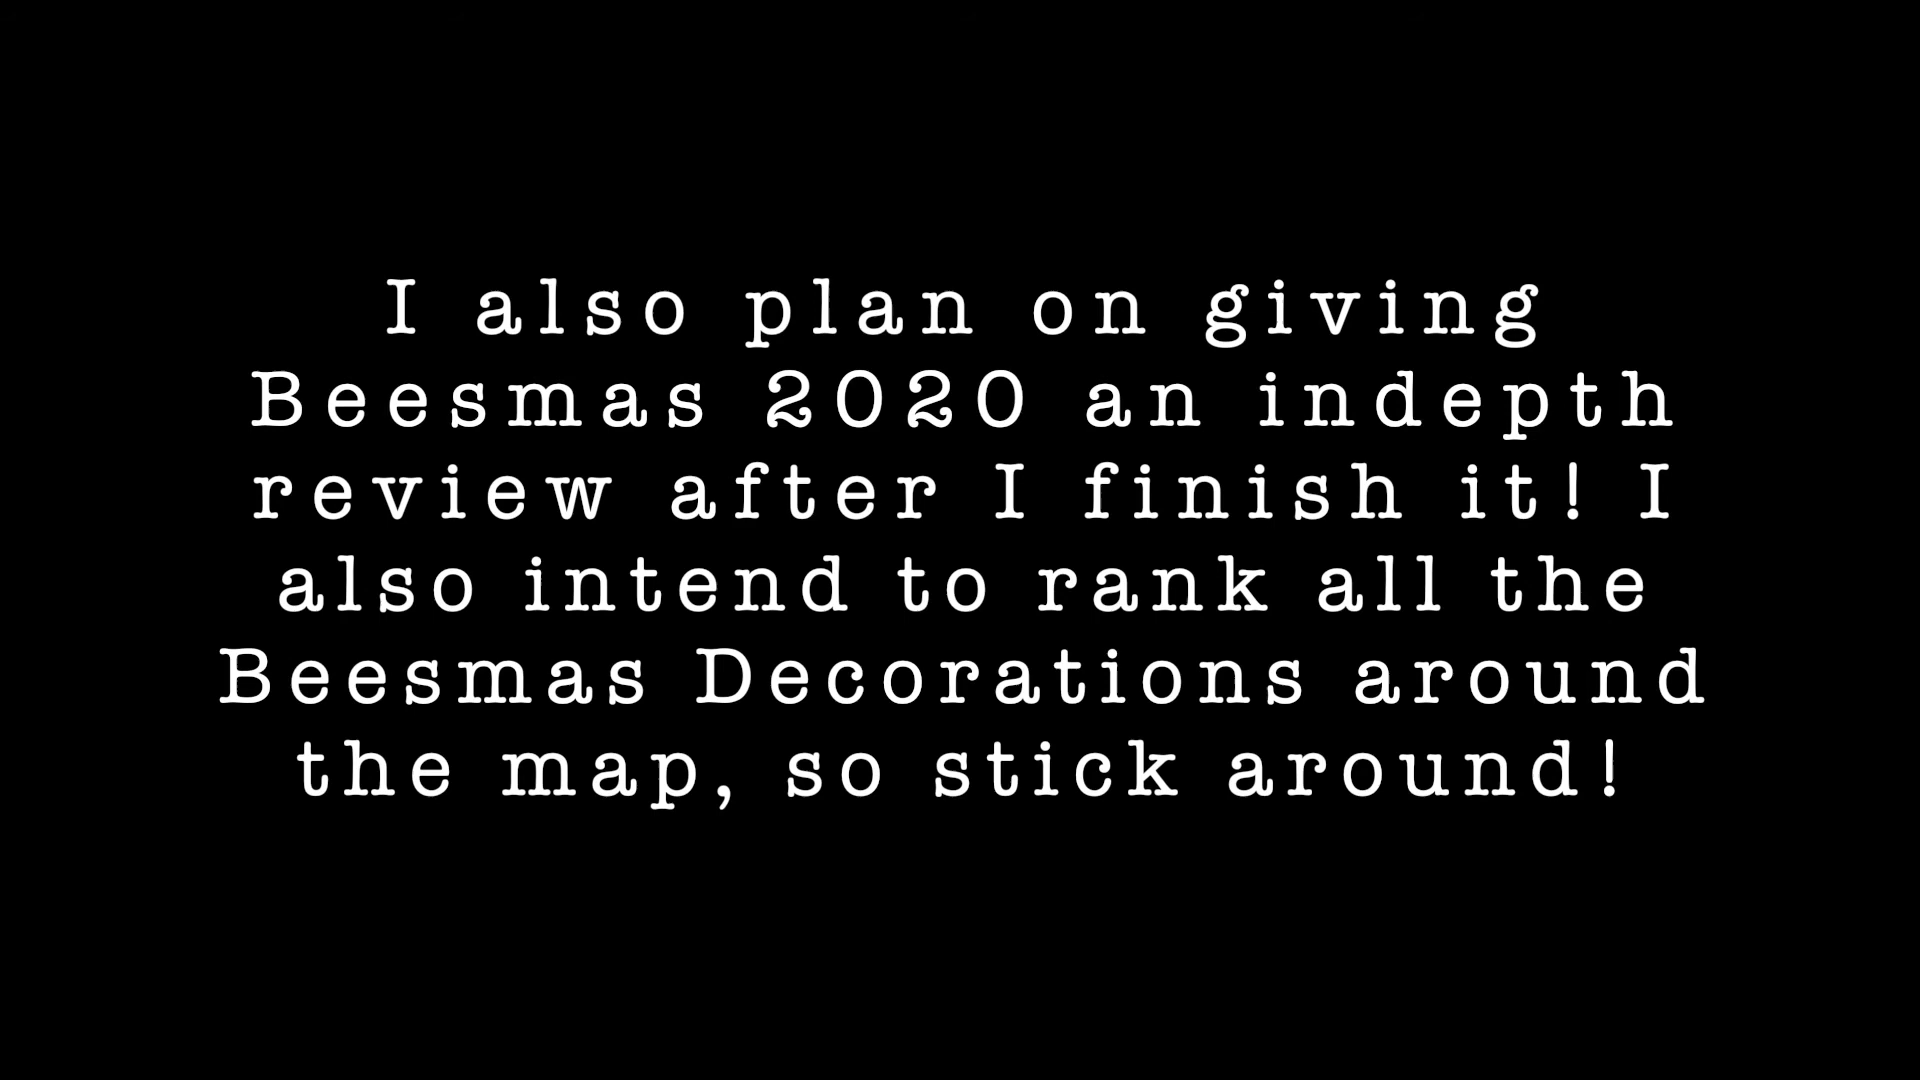 I also plan on giving
Beesmas 2020 an indepth
review after I finish it! I
also intend to rank all the
Beesmas Decorations around
the map, so stick around!